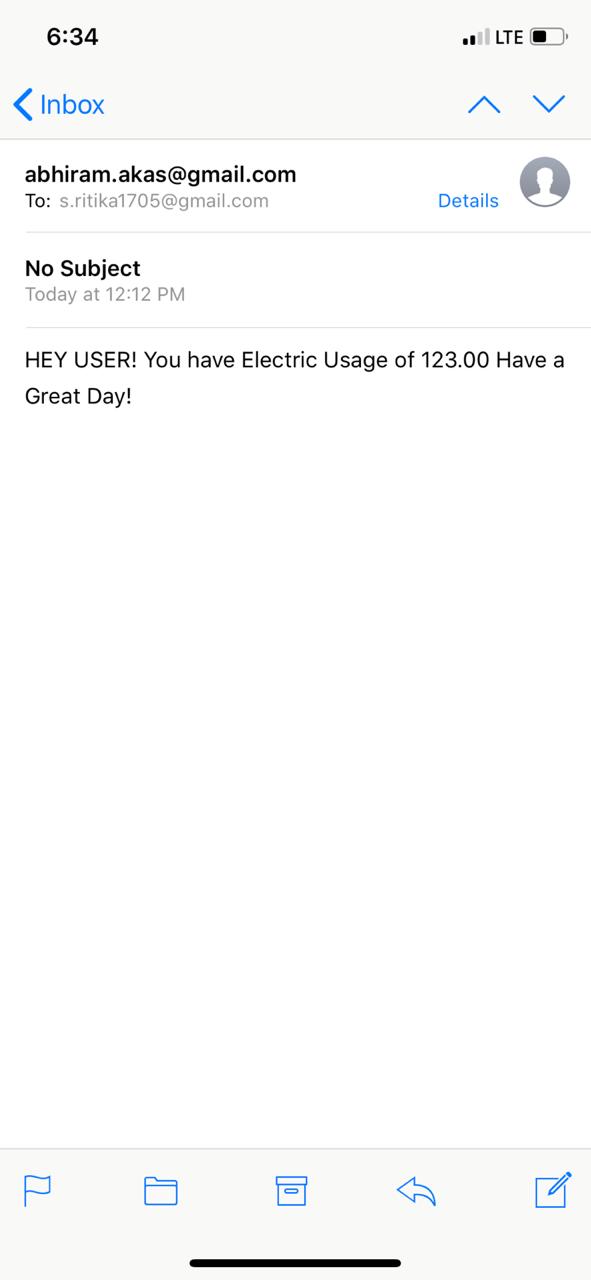 6:34 LTE
Inbox
abhiram.akas@gmail.com
To: s.ritika1705@gmail.com Details
No Subject
Today at 12:12 PM
HEY USER! You have Electric Usage of 123.00 Have a
Great Day!